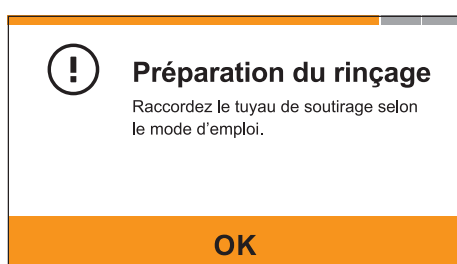 Préparation du rinçage
Raccordez le tuyau de soutirage selon
le mode d'emploi.
OK